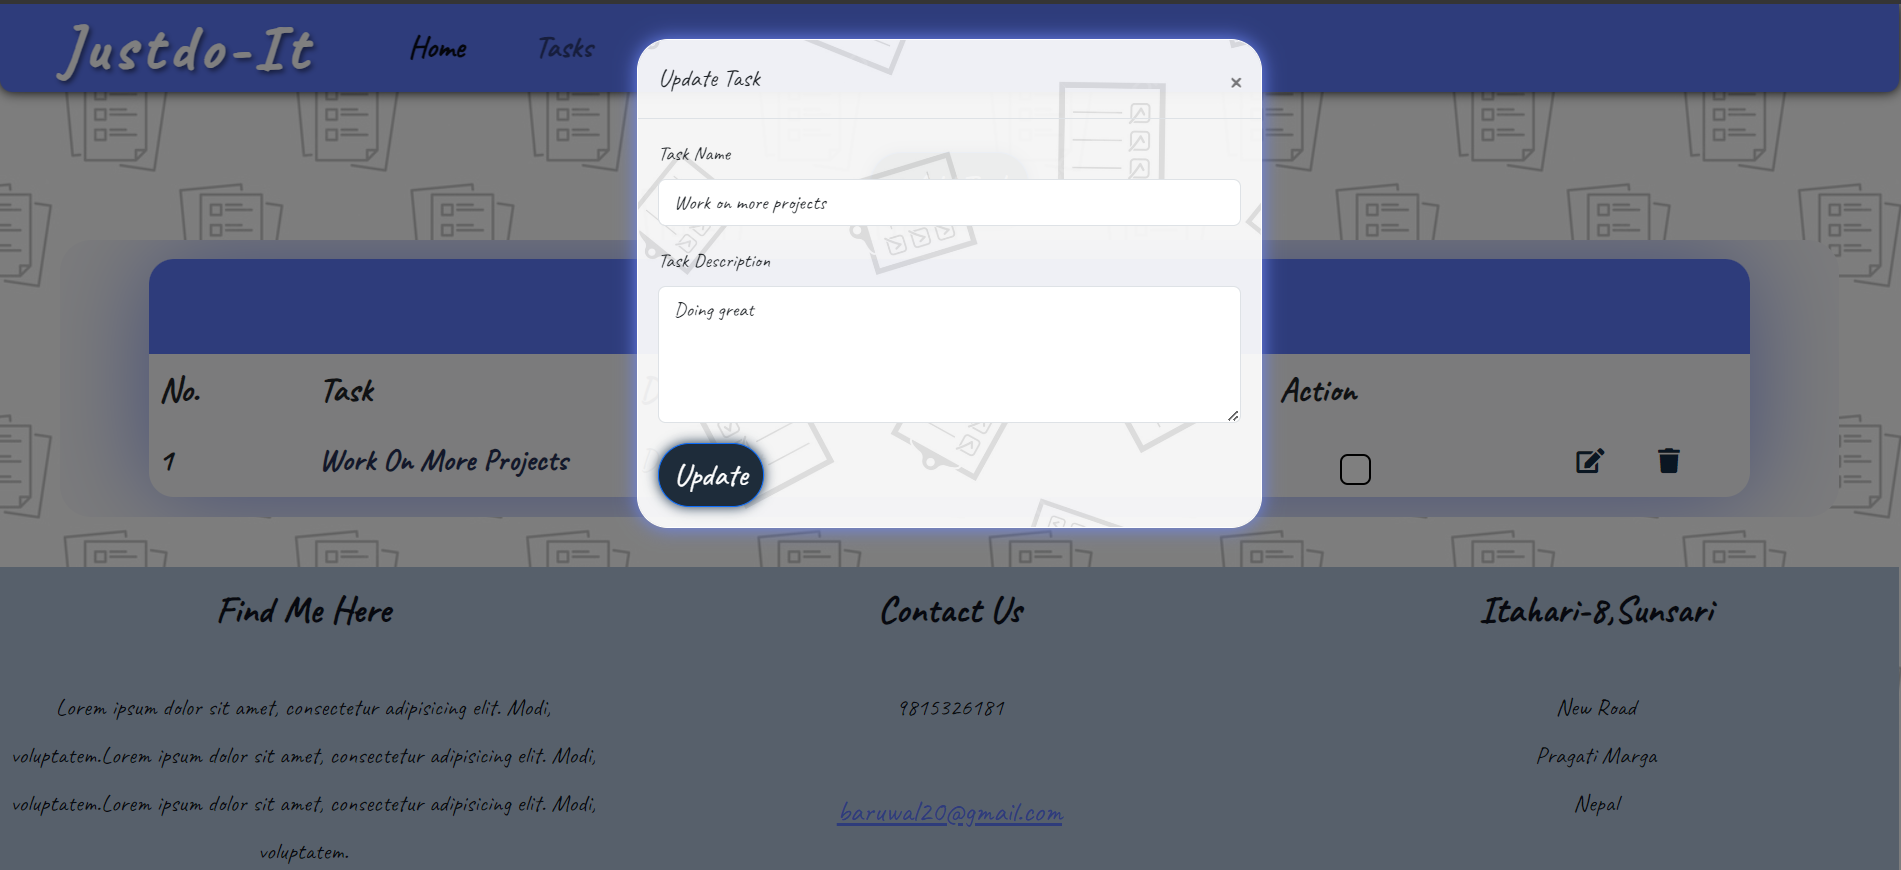 Justdo-It
Home
Tasks
Update Task
×
Task Name
Work on more projects
Task Description
Doing great
Update
No.
Task
Action
1
Work On More Projects
Find Me Here
Lorem ipsum dolor sit amet, consectetur adipisicing elit. Modi,
voluptatem.Lorem ipsum dolor sit amet, consectetur adipisicing elit. Modi,
voluptatem.Lorem ipsum dolor sit amet, consectetur adipisicing elit. Modi,
voluptatem.
Contact Us
9815326181
baruwal20@gmail.com
Itahari-8,Sunsari
New Road
Pragati Marga
Nepal